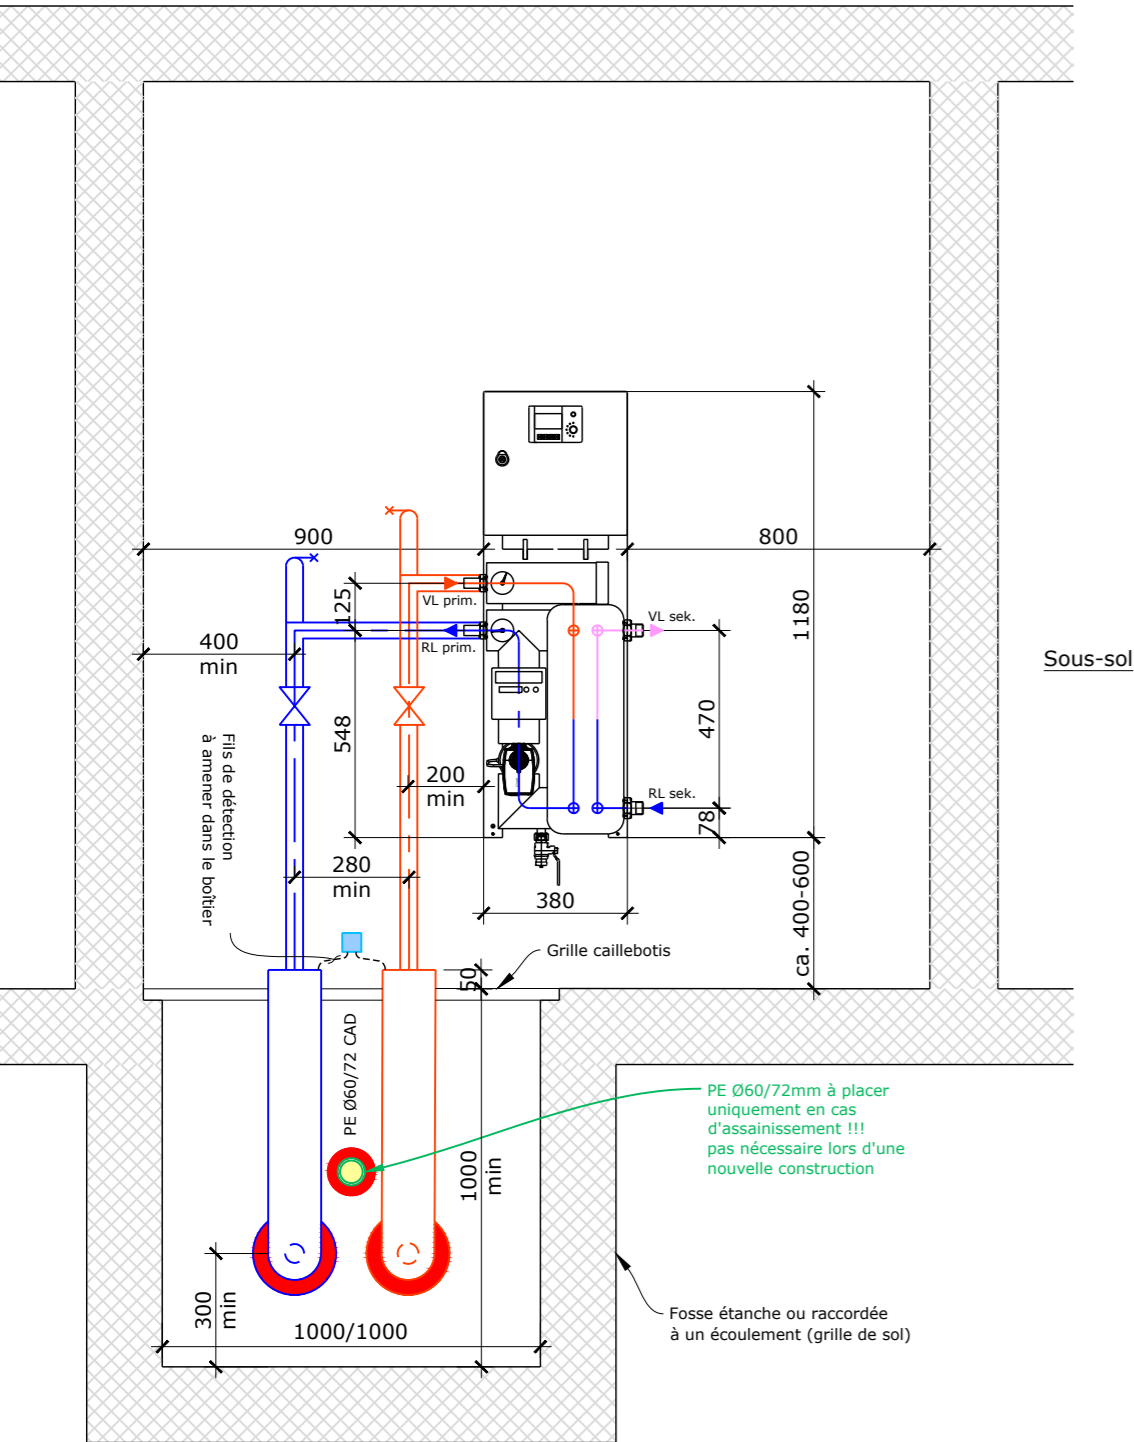 900
800
125
VL prim.
VL sek.
1180
400
min
RL prim.
Sous-sol
548
470
Fils de détection
à amener dans le boîtier
200
min
RL sek.
78
280
min
380
ca. 400-600
Grille caillebotis
50
PE Ø60/72 CAD
PE Ø60/72mm à placer
uniquement en cas
d'assainissement !!!
pas nécessaire lors d'une
nouvelle construction
1000
min
300
min
1000/1000
Fosse étanche ou raccordée
à un écoulement (grille de sol)